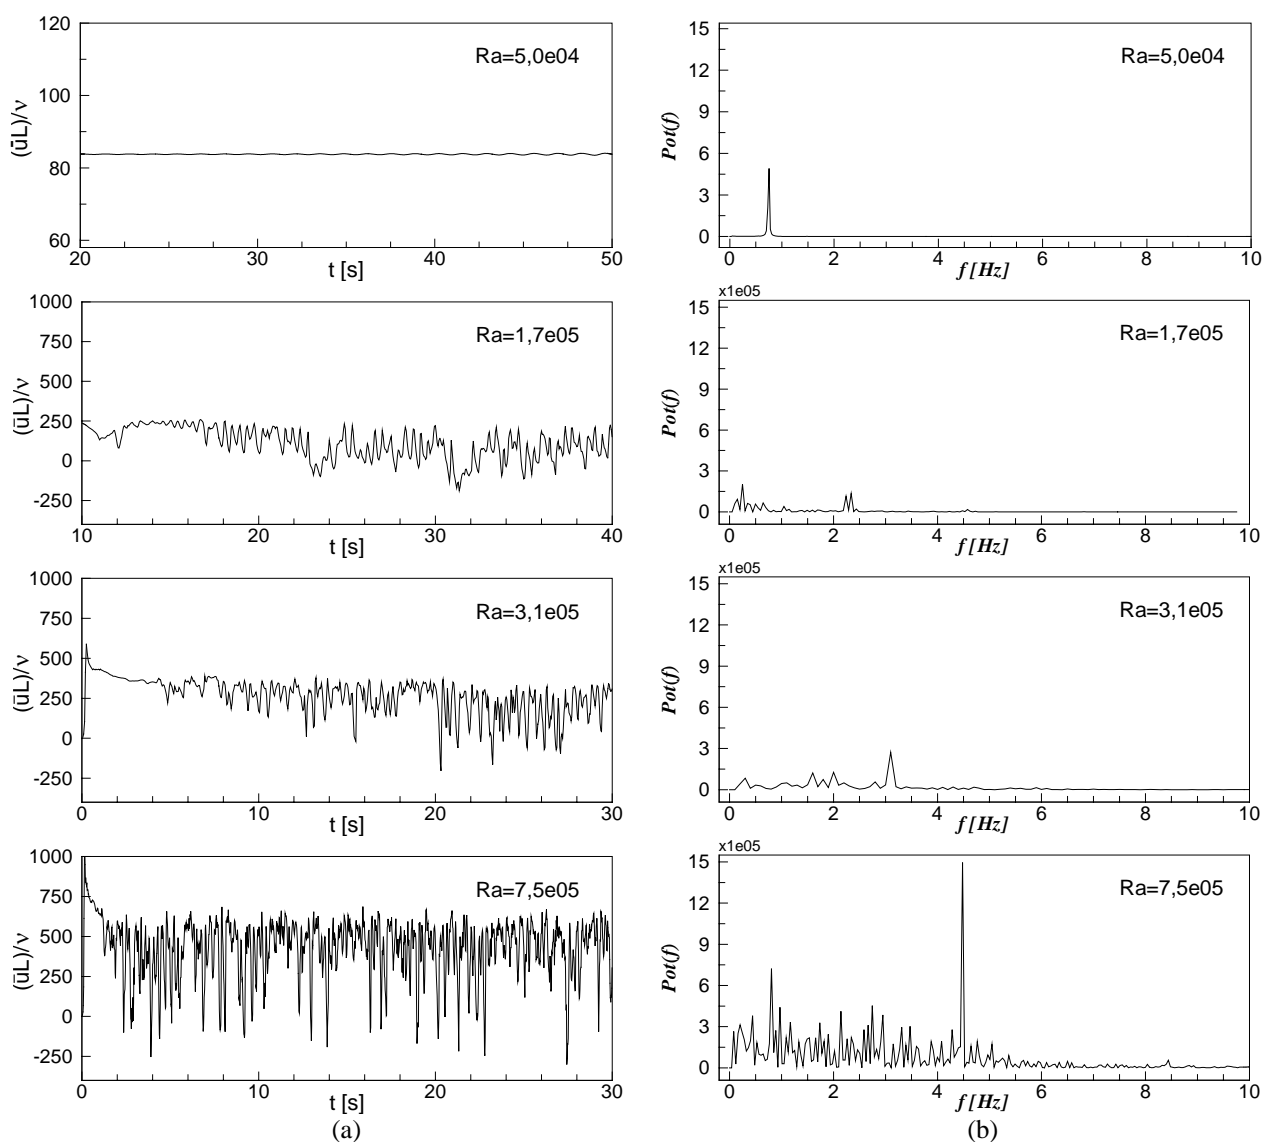 120
100
80
60
(ūL)/ν
Ra=5,0e04
20 30 40 50
t [s]
15
12
9
6
3
0
Pot(f)
Ra=5,0e04
0 2 4 6 8 10
f[Hz]
1000
750
500
250
0
-250
(ūL)/ν
Ra=1,7e05
10 20 30 40
t [s]
x1e05
15
12
9
6
3
0
Pot(f)
Ra=1,7e05
0 2 4 6 8 10
f[Hz]
1000
750
500
250
0
-250
(ūL)/ν
Ra=3,1e05
0 10 20 30
t [s]
x1e05
15
12
9
6
3
0
Pot(f)
Ra=3,1e05
0 2 4 6 8 10
f[Hz]
1000
750
500
250
0
-250
(ūL)/ν
Ra=7,5e05
0 10 20 30
t [s]
x1e05
15
12
9
6
3
0
Pot(f)
Ra=7,5e05
0 2 4 6 8 10
f[Hz]
(a)
(b)